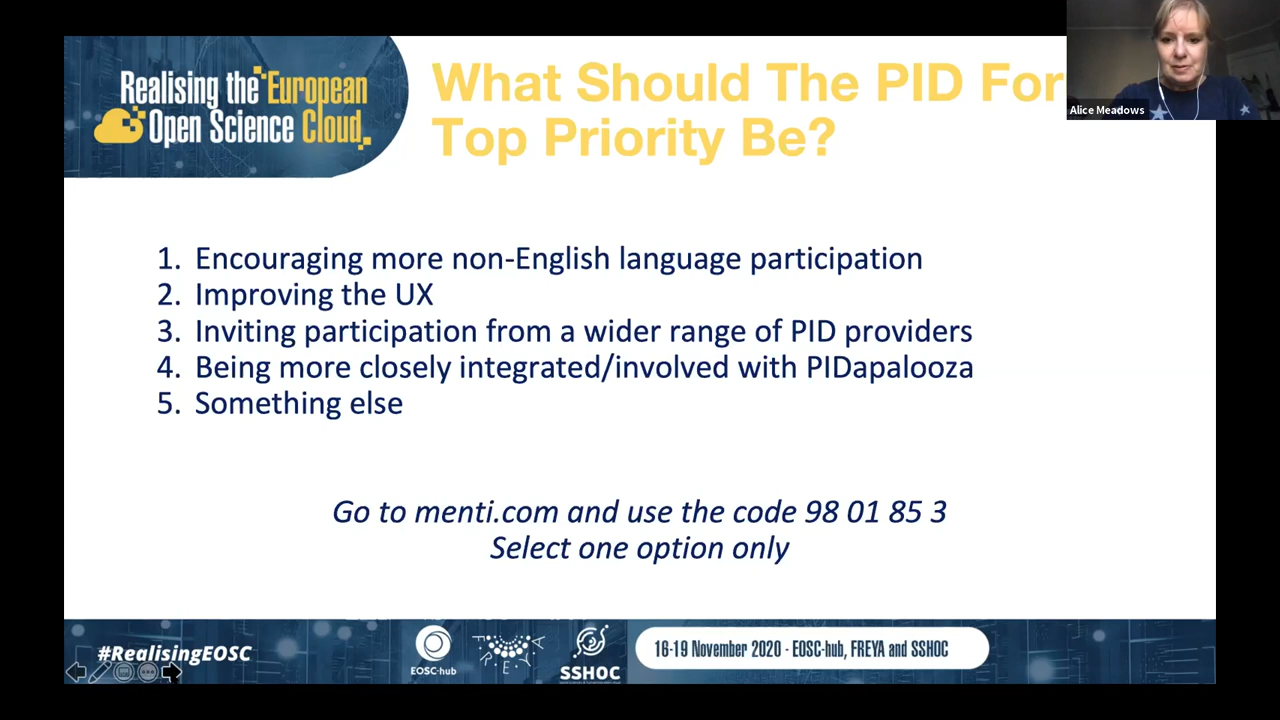 Realising the European
Open Science Cloud
What Should The PID For
Top Priority Be?
Alice Meadows
1. Encouraging more non-English language participation
2. Improving the UX
3. Inviting participation from a wider range of PID providers
4. Being more closely integrated/involved with PIDapalooza
5. Something else
Go to menti.com and use the code 98 01 85 3
Select one option only
#RealisingEOSC
EOSC-hub
FREYA
SSHOC
16-19 November 2020 - EOSC-hub, FREYA and SSHOC